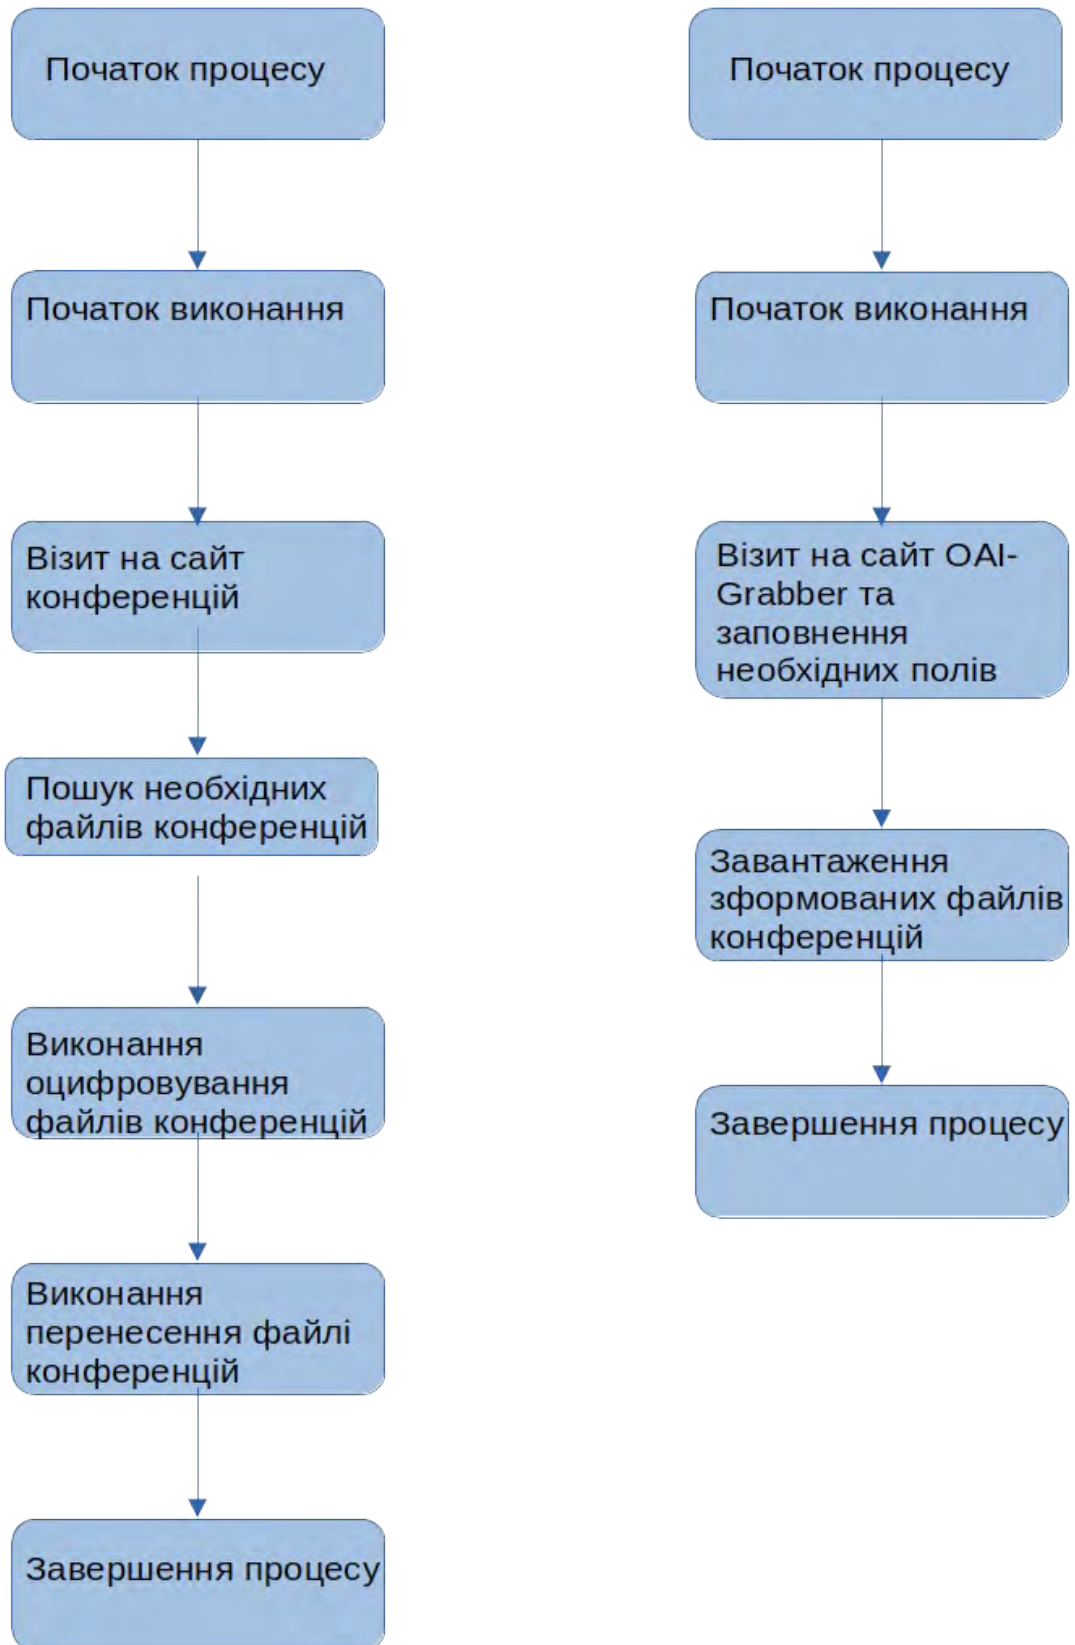 Початок процесу
Початок виконання
Візит на сайт
конференцій
Пошук необхідних
файлів конференцій
Виконання
оцифровування
файлів конференцій
Виконання
перенесення файлі
конференцій
Завершення процесу
Початок процесу
Початок виконання
Візит на сайт OAI-
Grabber та
заповнення
необхідних полів
Завантаження
зформованих файлів
конференцій
Завершення процесу